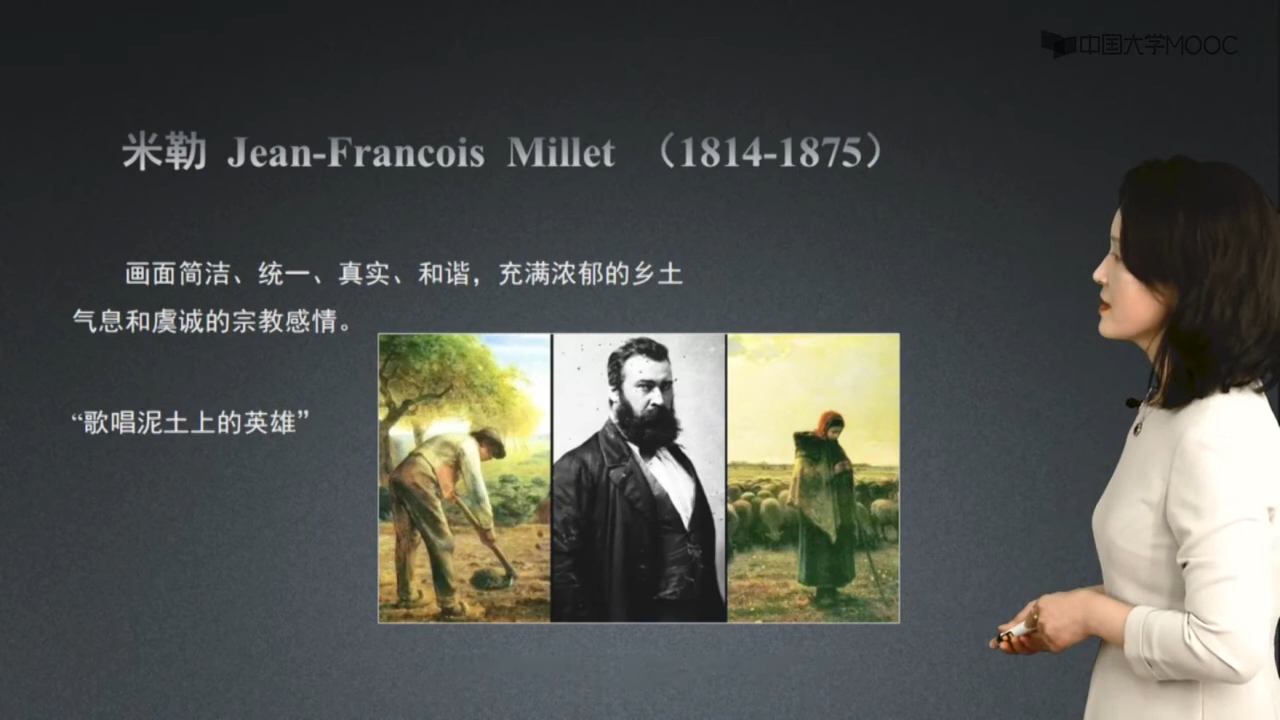 中国大学MOOC
米勒 Jean-Francois Millet （1814-1875）
画面简洁、统一、真实、和谐，充满浓郁的乡土
气息和虔诚的宗教感情。
“歌唱泥土上的英雄”